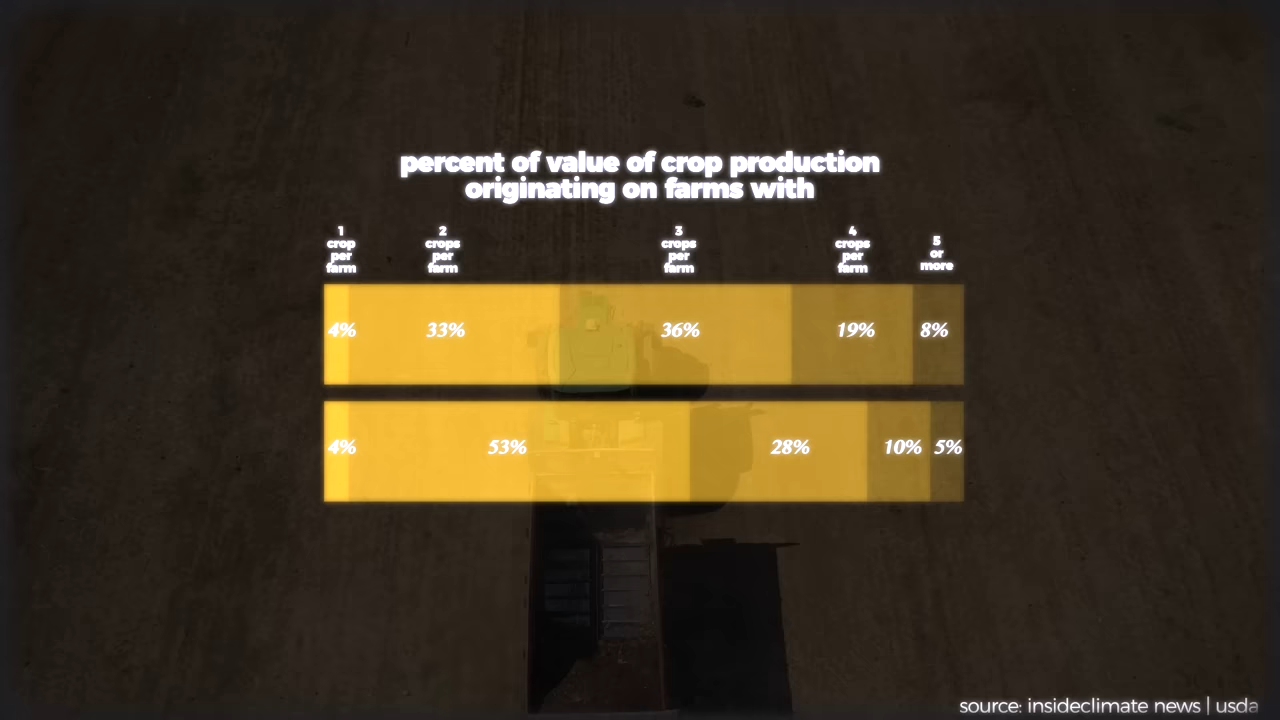 percent of value of crop production
originating on farms with
1
crop
per
farm
2
crops
per
farm
3
crops
per
farm
4
crops
per
farm
5
or
more
4%
33%
36%
19%
8%
4%
53%
28%
10%
5%
source: insideclimate news | usda